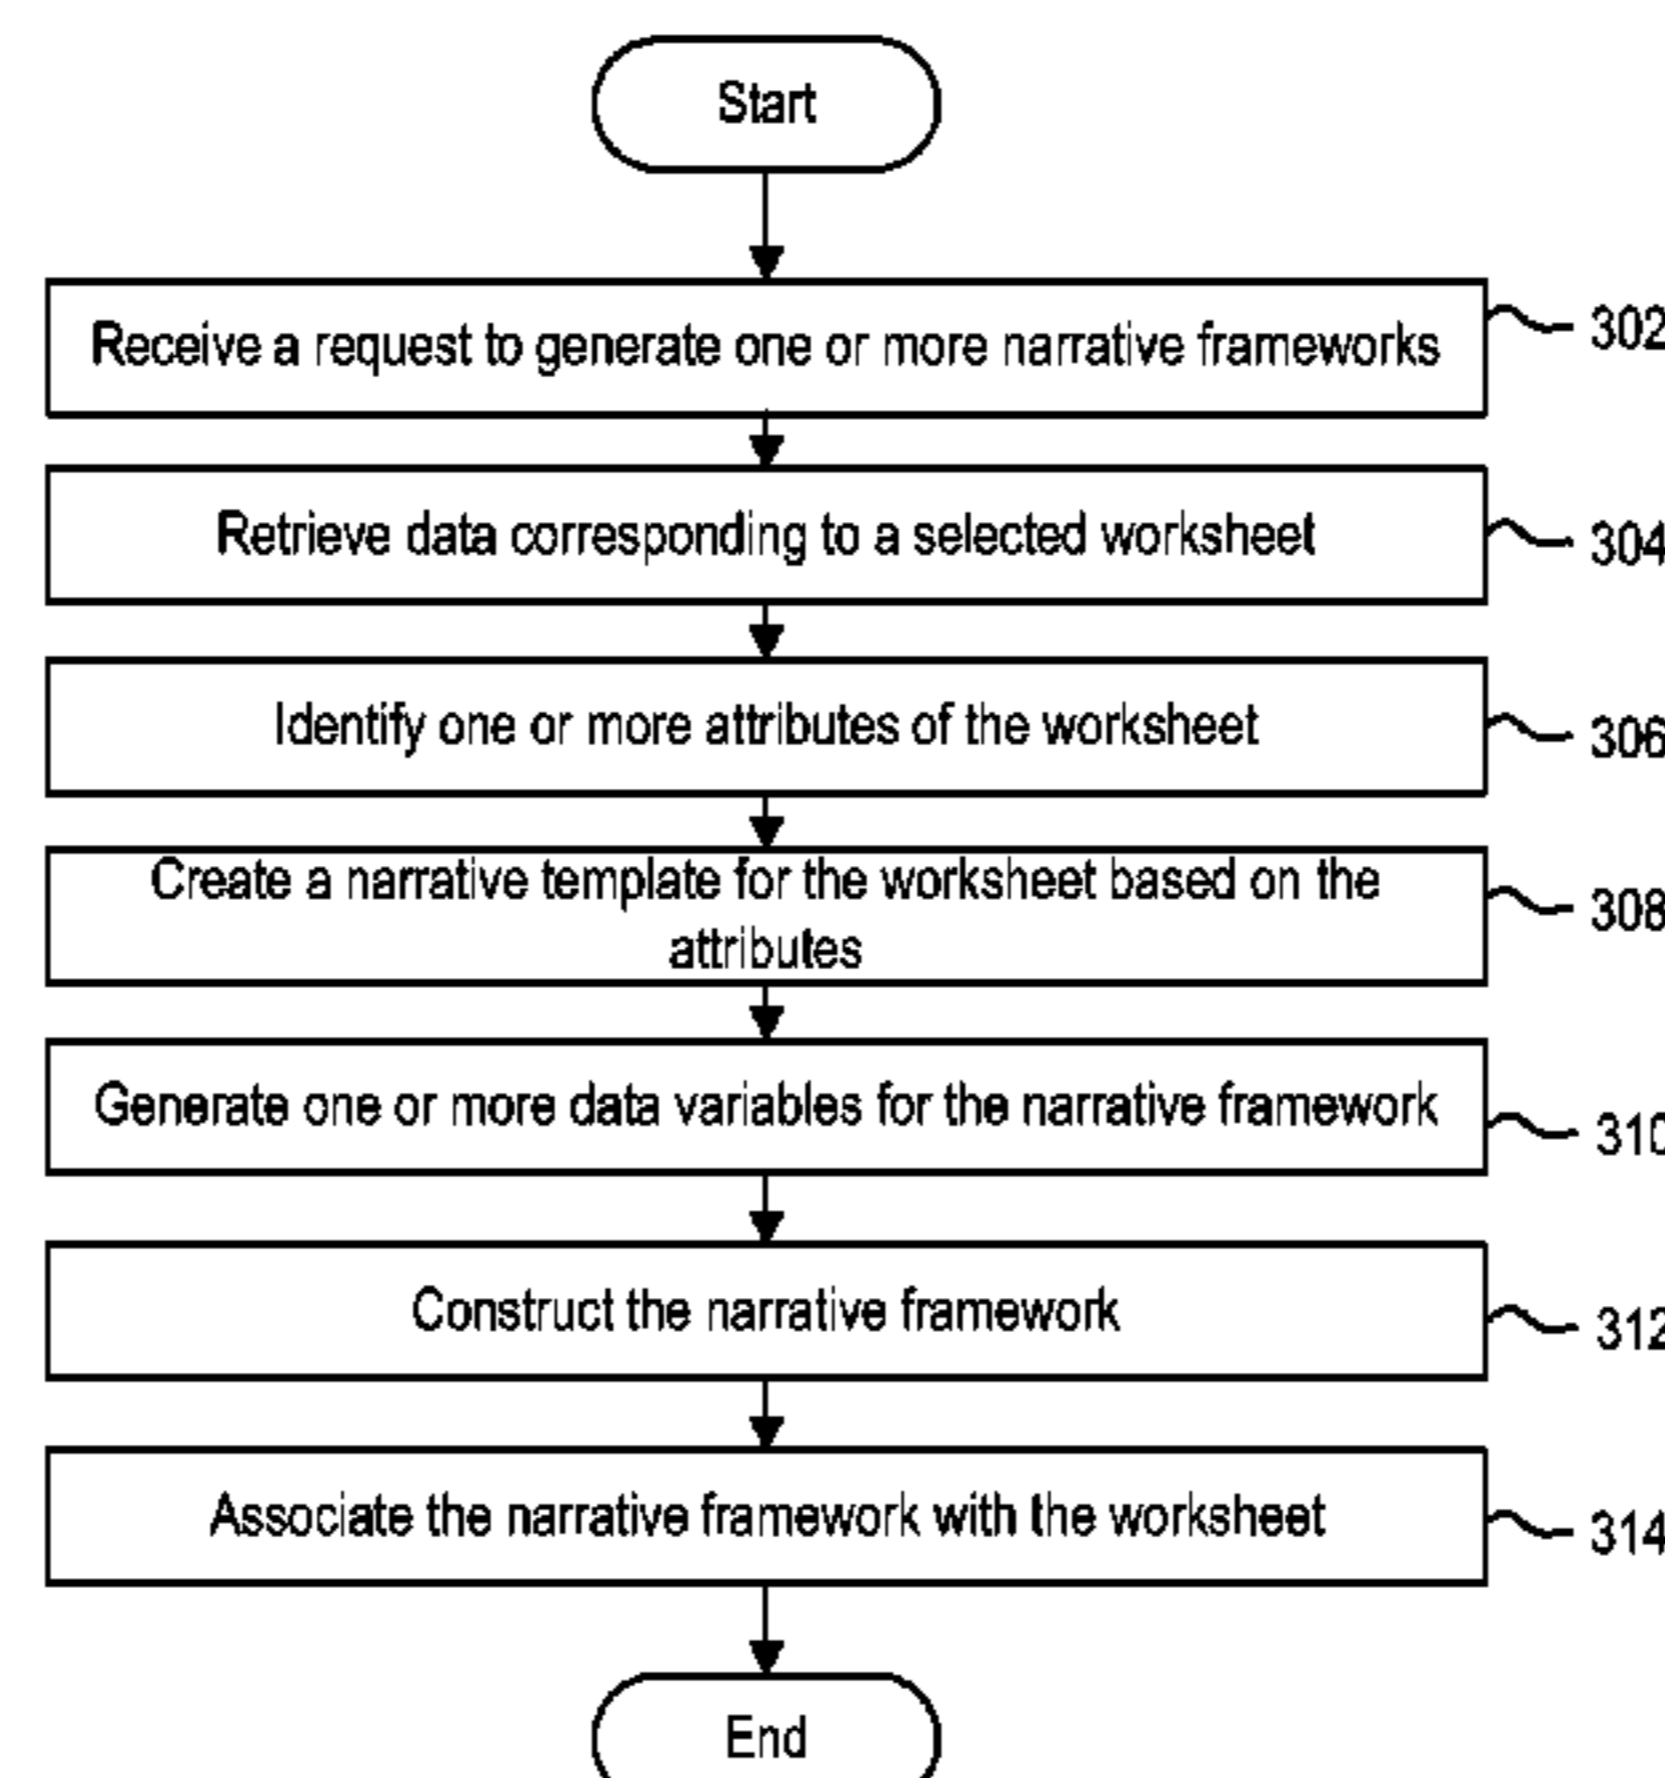 Start
Receive a request to generate one or more narrative frameworks
302
Retrieve data corresponding to a selected worksheet
304
Identify one or more attributes of the worksheet
306
Create a narrative template for the worksheet based on the
attributes
308
Generate one or more data variables for the narrative framework
310
Construct the narrative framework
312
Associate the narrative framework with the worksheet
314
End